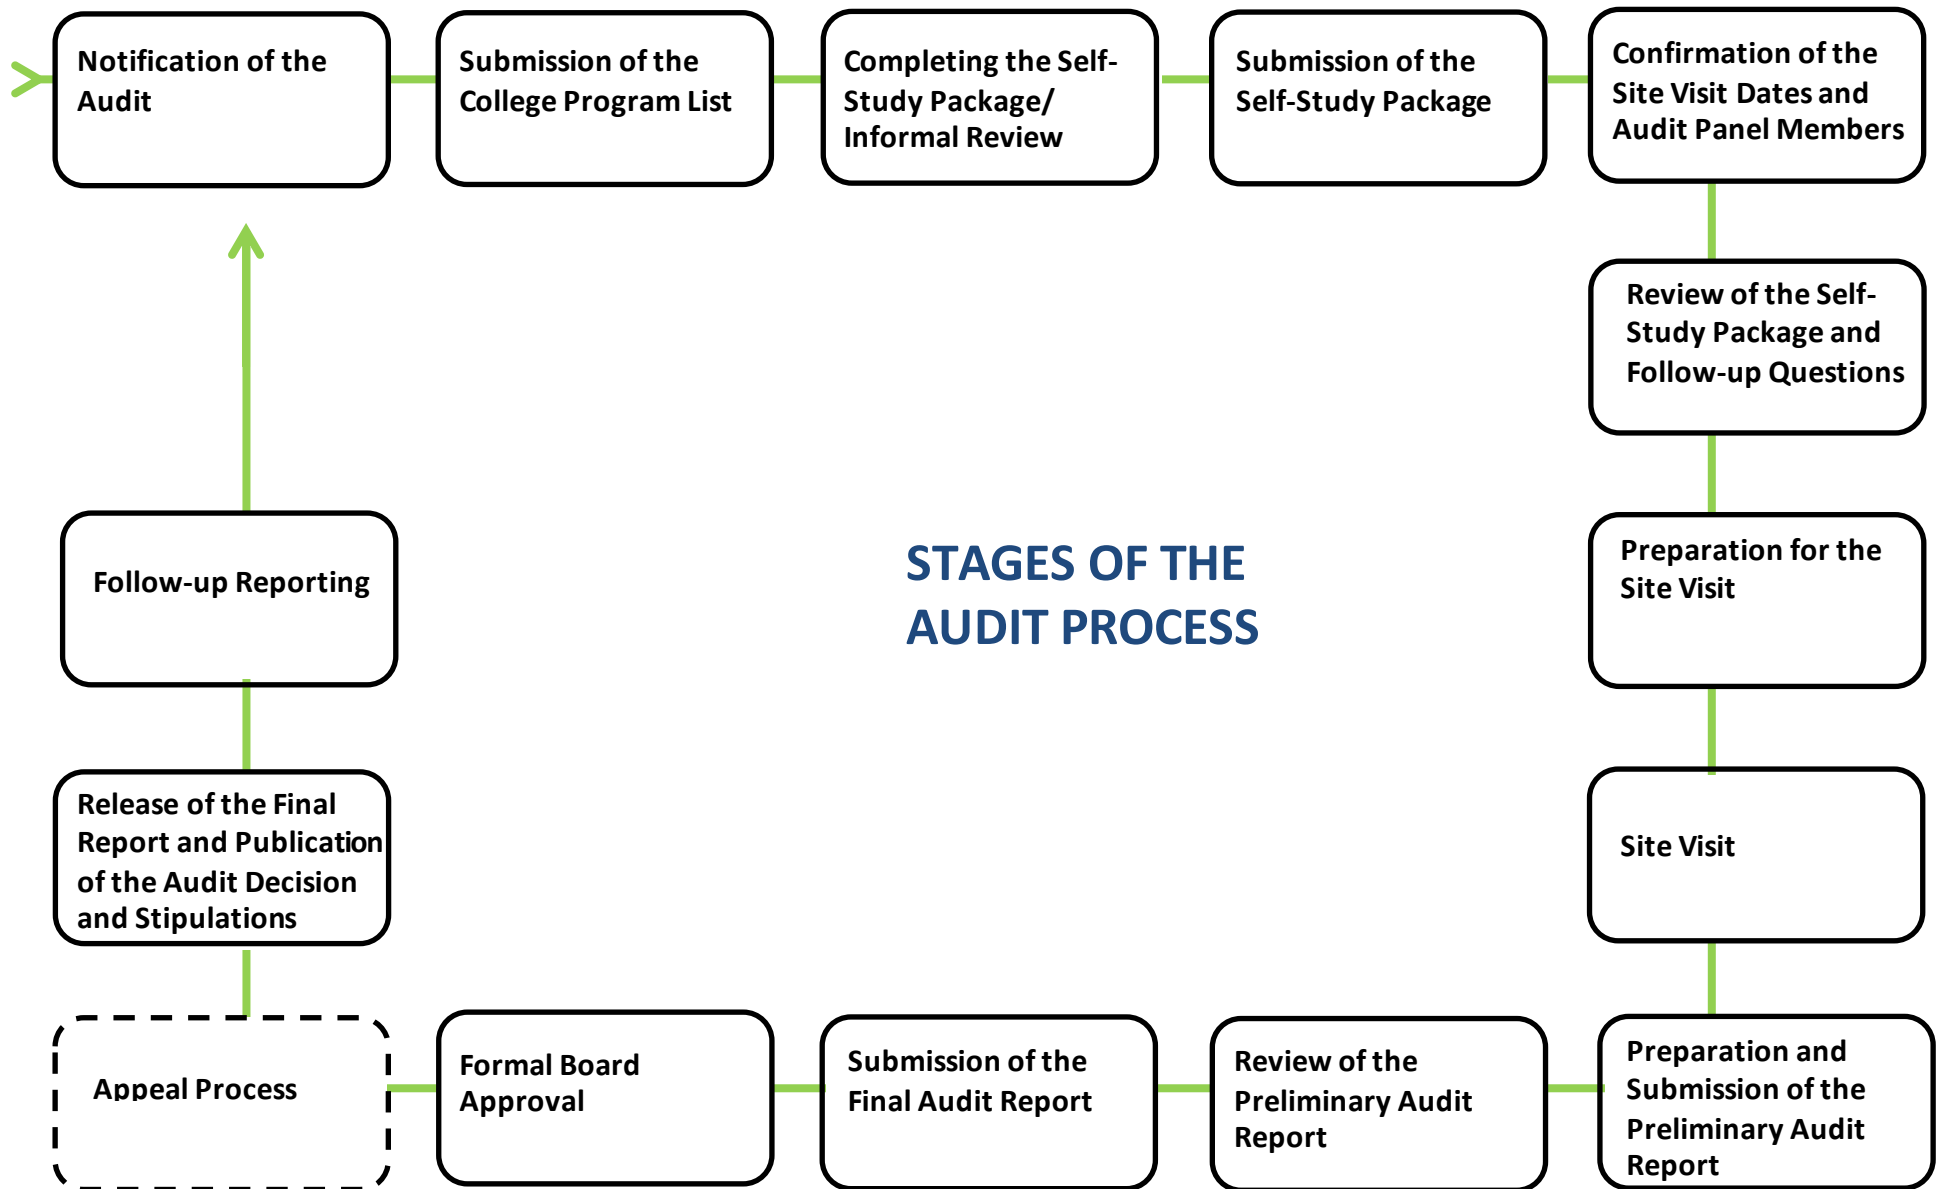 Notification of the
Audit
Submission of the
College Program List
Completing the Self-
Study Package/
Informal Review
Submission of the
Self-Study Package
Confirmation of the
Site Visit Dates and
Audit Panel Members
Review of the Self-
Study Package and
Follow-up Questions
Preparation for the
Site Visit
Site Visit
Preparation and
Submission of the
Preliminary Audit
Report
Review of the
Preliminary Audit
Report
Submission of the
Final Audit Report
Formal Board
Approval
Appeal Process
Release of the Final
Report and Publication
of the Audit Decision
and Stipulations
Follow-up Reporting
STAGES OF THE
AUDIT PROCESS